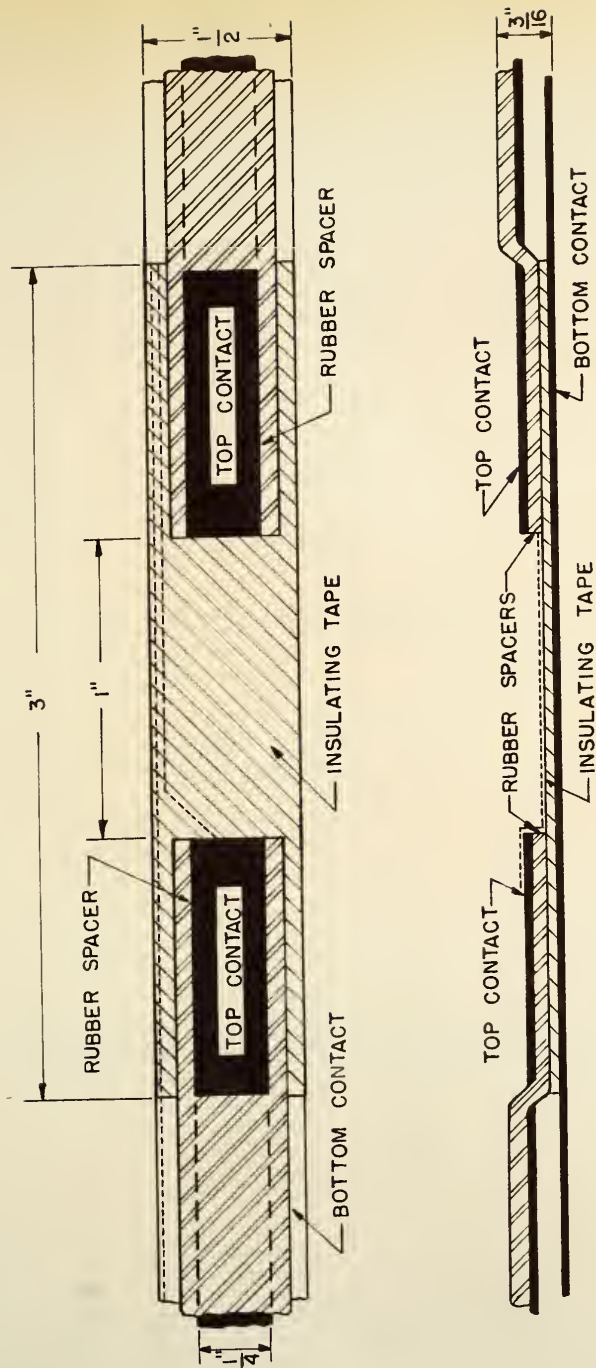 3"
1"
1/2"
1/4"
RUBBER SPACER
TOP CONTACT
TOP CONTACT
RUBBER SPACER
BOTTOM CONTACT
INSULATING TAPE
3/16"
TOP CONTACT
RUBBER SPACERS
TOP CONTACT
INSULATING TAPE
BOTTOM CONTACT